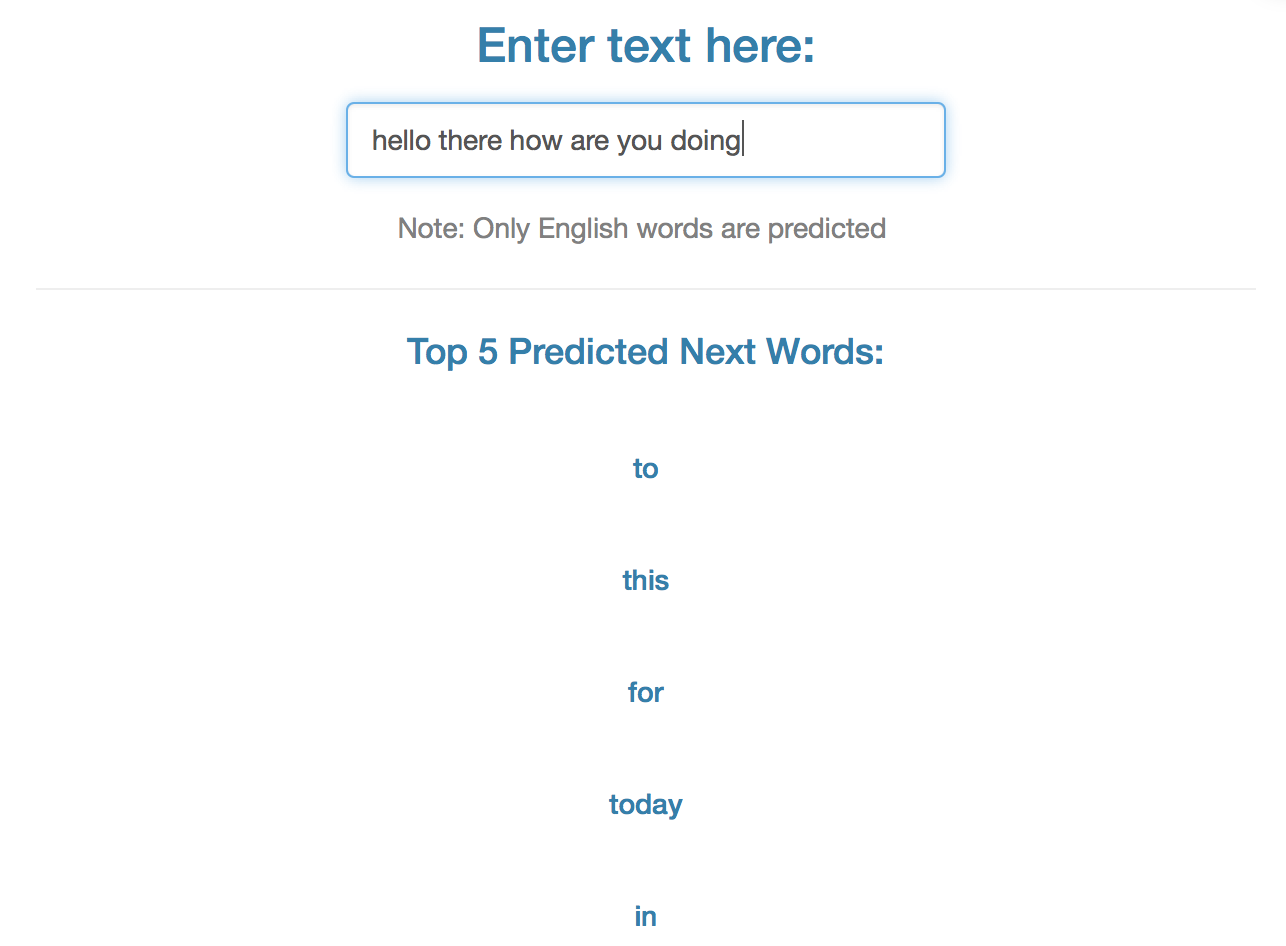 Enter text here:
hello there how are you doing
Note: Only English words are predicted
Top 5 Predicted Next Words:
to
this
for
today
in